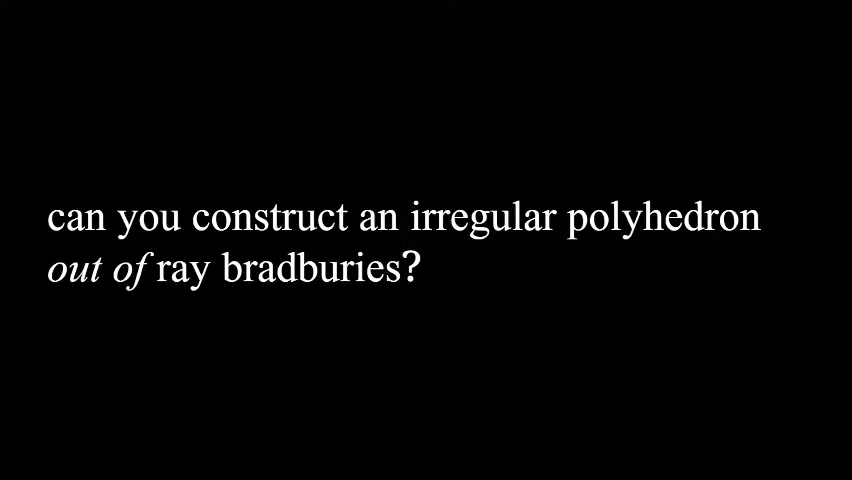 can you construct an irregular polyhedron
out of ray bradburies?